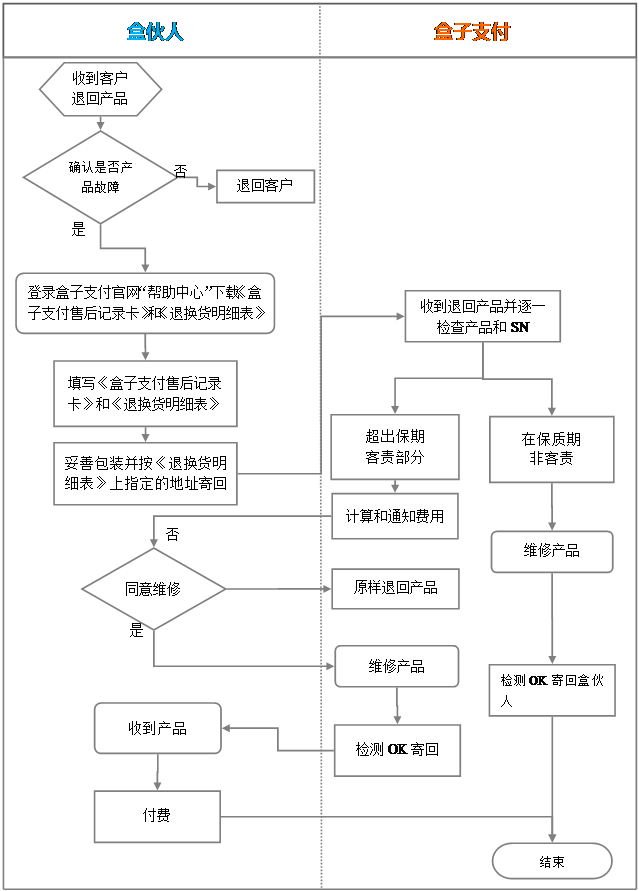 盒伙人
盒子支付
收到客户
退回产品
确认是否产
品故障
否
退回客户
是
登录盒子支付官网“帮助中心”下载《盒
子支付售后记录卡》和《退换货明细表》
收到退回产品并逐一
检查产品和 SN
填写《盒子支付售后记录
卡》和《退换货明细表》
超出保期
客责部分
在保质期
非客责
妥善包装并按《退换货明
细表》上指定的地址寄回
计算和通知费用
否
维修产品
同意维修
原样退回产品
是
维修产品
检测 OK 寄回盒伙
人
收到产品
检测 OK 寄回
付费
结束